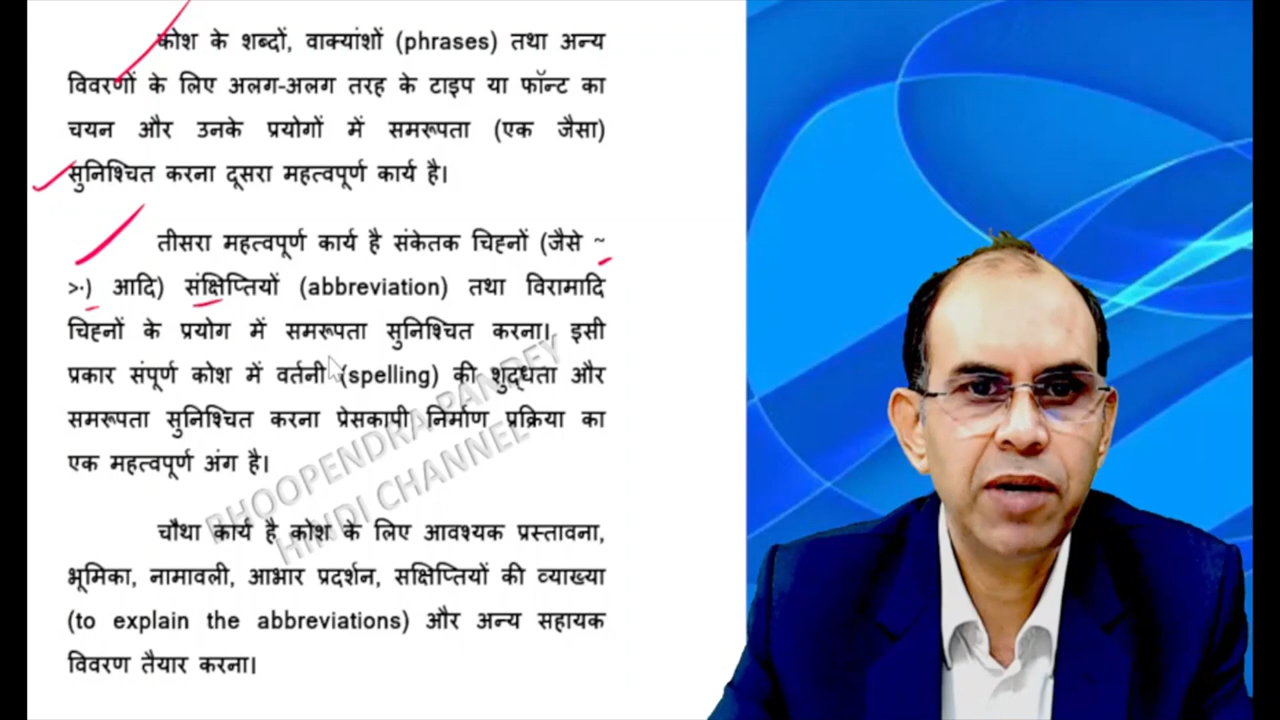 कोश के शब्दों, वाक्यांशों (phrases) तथा अन्य
विवरणों के लिए अलग-अलग तरह के टाइप या फॉन्ट का
चयन और उनके प्रयोगों में समरूपता (एक जैसा)
सुनिश्चित करना दूसरा महत्वपूर्ण कार्य है।
तीसरा महत्वपूर्ण कार्य है संकेतक चिह्नों (जैसे ~
>·) आदि) संक्षिप्तियों (abbreviation) तथा विरामादि
चिह्नों के प्रयोग में समरूपता सुनिश्चित करना। इसी
प्रकार संपूर्ण कोश में वर्तनी (spelling) की शुद्धता और
समरूपता सुनिश्चित करना प्रेसकापी निर्माण प्रक्रिया का
एक महत्वपूर्ण अंग है।
चौथा कार्य है कोश के लिए आवश्यक प्रस्तावना,
भूमिका, नामावली, आभार प्रदर्शन, सक्षिप्तियों की व्याख्या
(to explain the abbreviations) और अन्य सहायक
विवरण तैयार करना।
BHOOPENDRA PANDEY
HINDI CHANNEL